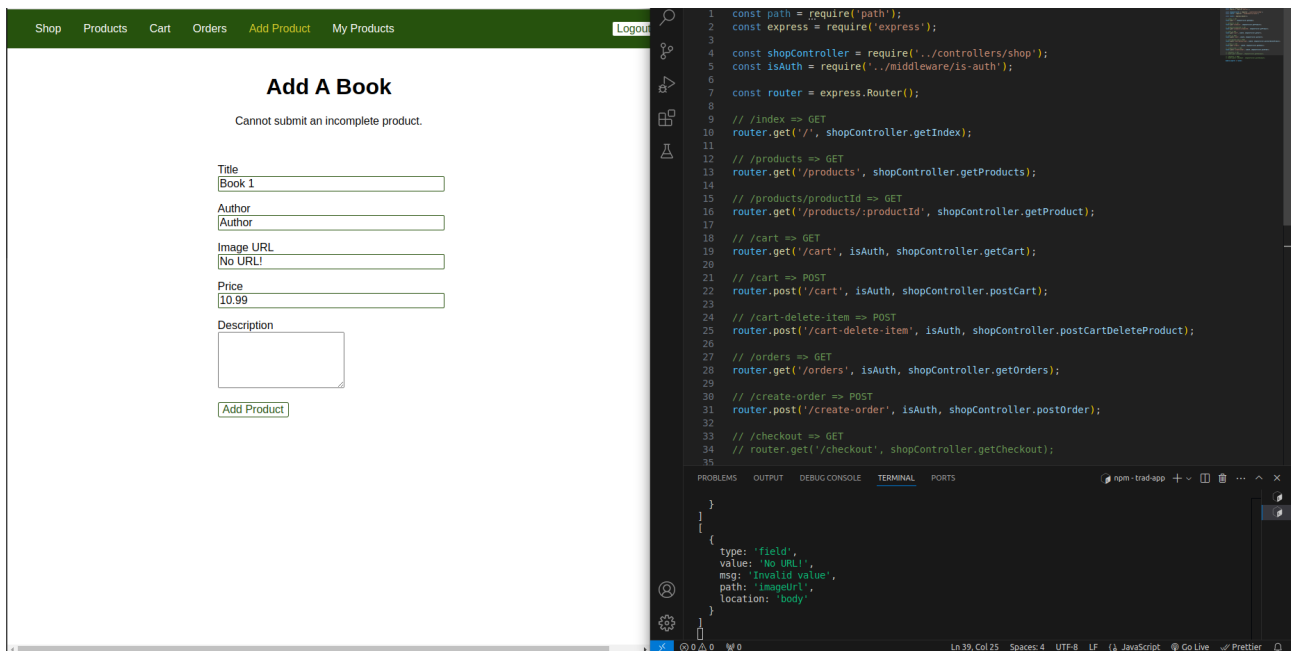 Shop Products Cart Orders Add Product My Products Logout
Add A Book
Cannot submit an incomplete product.
Title
Book 1
Author
Author
Image URL
No URL!
Price
10.99
Description
Add Product
1 const path = require('path');
2 const express = require('express');
3
4 const shopController = require('../controllers/shop');
5 const isAuth = require('../middleware/is-auth');
6
7 const router = express.Router();
8
9 // /index => GET
10 router.get('/', shopController.getIndex);
11
12 // /products => GET
13 router.get('/products', shopController.getProducts);
14
15 // /products/productId => GET
16 router.get('/products/:productId', shopController.getProduct);
17
18 // /cart => GET
19 router.get('/cart', isAuth, shopController.getCart);
20
21 // /cart => POST
22 router.post('/cart', isAuth, shopController.postCart);
23
24 // /cart-delete-item => POST
25 router.post('/cart-delete-item', isAuth, shopController.postCartDeleteProduct);
26
27 // /orders => GET
28 router.get('/orders', isAuth, shopController.getOrders);
29
30 // /create-order => POST
31 router.post('/create-order', isAuth, shopController.postOrder);
32
33 // /checkout => GET
34 // router.get('/checkout', shopController.getCheckout);
35
PROBLEMS OUTPUT DEBUG CONSOLE TERMINAL PORTS npm - trad-app
}
]
[
{
type: 'field',
value: 'No URL!',
msg: 'Invalid value',
path: 'imageUrl',
location: 'body'
}
]
0 0 0 Ln 39, Col 25 Spaces: 4 UTF-8 LF JavaScript Go Live Prettier